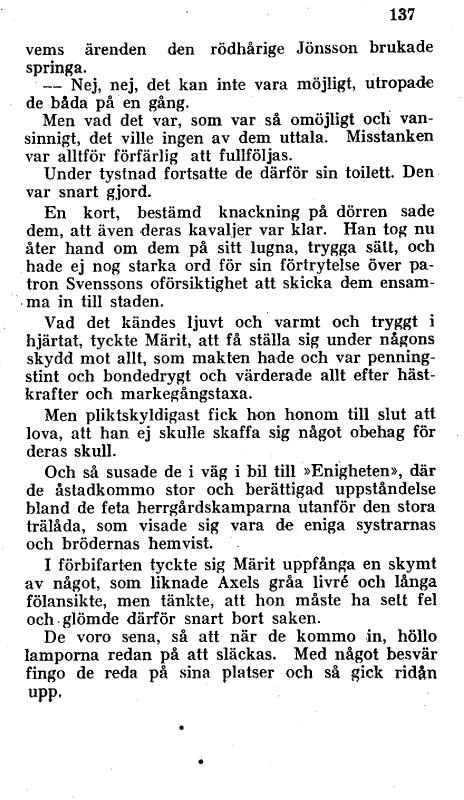 137
vems ärenden den rödhårige Jönsson brukade
springa.
— Nej, nej, det kan inte vara möjligt, utropade
de båda på en gång.
Men vad det var, som var så omöjligt och van-
sinnigt, det ville ingen av dem uttala. Misstanken
var alltför förfärlig att fullföljas.
Under tystnad fortsatte de därför sin toilett. Den
var snart gjord.
En kort, bestämd knackning på dörren sade
dem, att även deras kavaljer var klar. Han tog nu
åter hand om dem på sitt lugna, trygga sätt, och
hade ej nog starka ord för sin förtrytelse över pa-
tron Svenssons oförsiktighet att skicka dem ensam-
ma in till staden.
Vad det kändes ljuvt och varmt och tryggt i
hjärtat, tyckte Märit, att få ställa sig under någons
skydd mot allt, som makten hade och var penning-
stint och bondedrygt och värderade allt efter häst-
krafter och markegångstaxa.
Men pliktskyldigast fick hon honom till slut att
lova, att han ej skulle skaffa sig något obehag för
deras skull.
Och så susade de i väg i bil till »Enigheten», där
de åstadkommo stor och berättigad uppståndelse
bland de feta herrgårdskamparna utanför den stora
trälåda, som visade sig vara de eniga systrarnas
och brödernas hemvist.
I förbifarten tyckte sig Märit uppfånga en skymt
av något, som liknade Axels gråa livré och långa
fölansikte, men tänkte, att hon måste ha sett fel
och glömde därför snart bort saken.
De voro sena, så att när de kommo in, höllo
lamporna redan på att släckas. Med något besvär
fingo de reda på sina platser och så gick ridån
upp.